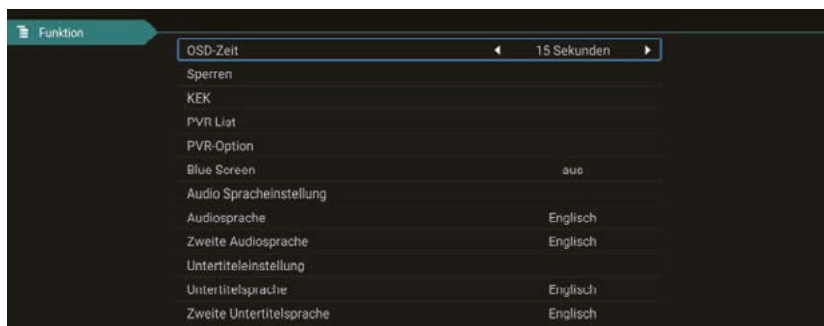 Funktion
OSD-Zeit 15 Sekunden
Sperren
KEK
PVR List
PVR-Option
Blue Screen aus
Audio Spracheinstellung
Audiosprache Englisch
Zweite Audiosprache Englisch
Untertiteleinstellung
Untertitelsprache Englisch
Zweite Untertitelsprache Englisch